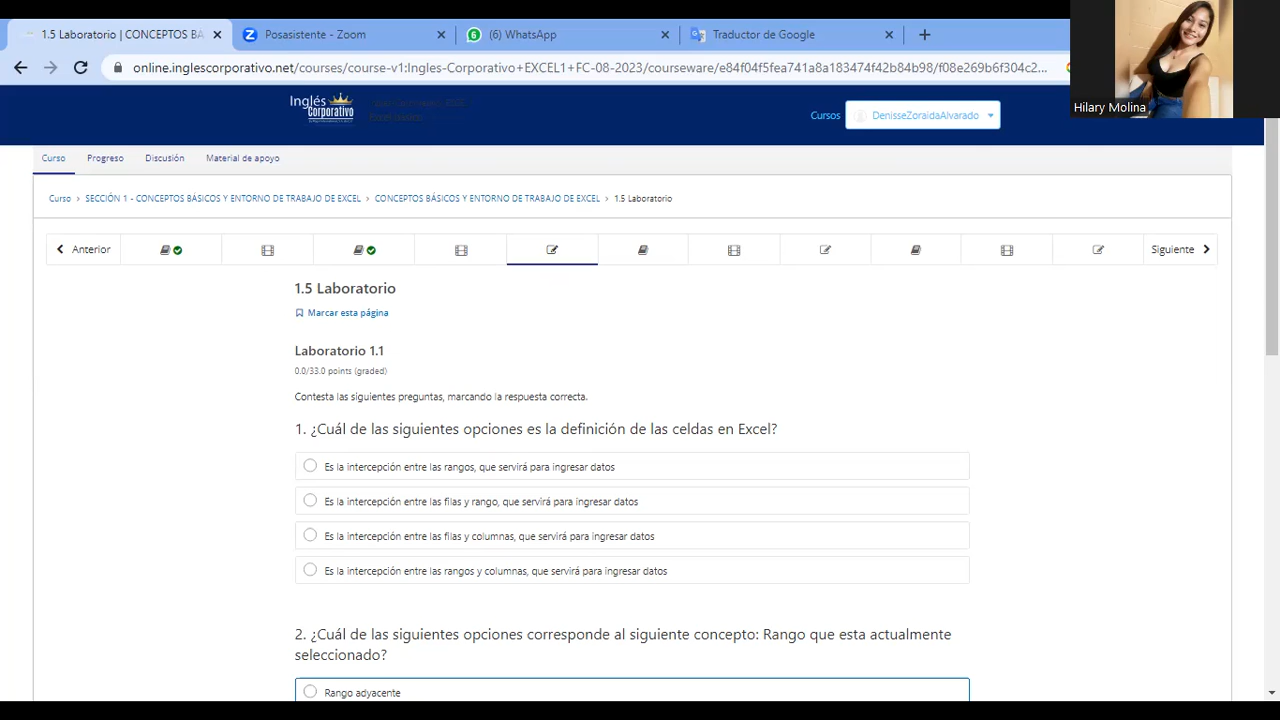 1.5 Laboratorio | CONCEPTOS BÁ
Posasistente - Zoom
(6) WhatsApp
Traductor de Google
online.inglescorporativo.net/courses/course-v1:Ingles-Corporativo+EXCEL1+FC-08-2023/courseware/e84f04f5fea741a8a183474f42b84b98/f08e269b6f304c2...
Hilary Molina
Inglés
Corporativo
Cursos
DenisseZoraidaAlvarado
Curso
Progreso
Discusión
Material de apoyo
Curso > SECCIÓN 1 - CONCEPTOS BÁSICOS Y ENTORNO DE TRABAJO DE EXCEL > CONCEPTOS BÁSICOS Y ENTORNO DE TRABAJO DE EXCEL > 1.5 Laboratorio
Anterior
Siguiente
1.5 Laboratorio
Marcar esta página
Laboratorio 1.1
0.0/33.0 points (graded)
Contesta las siguientes preguntas, marcando la respuesta correcta.
1. ¿Cuál de las siguientes opciones es la definición de las celdas en Excel?
Es la intercepción entre las rangos, que servirá para ingresar datos
Es la intercepción entre las filas y rango, que servirá para ingresar datos
Es la intercepción entre las filas y columnas, que servirá para ingresar datos
Es la intercepción entre las rangos y columnas, que servirá para ingresar datos
2. ¿Cuál de las siguientes opciones corresponde al siguiente concepto: Rango que esta actualmente
seleccionado?
Rango adyacente